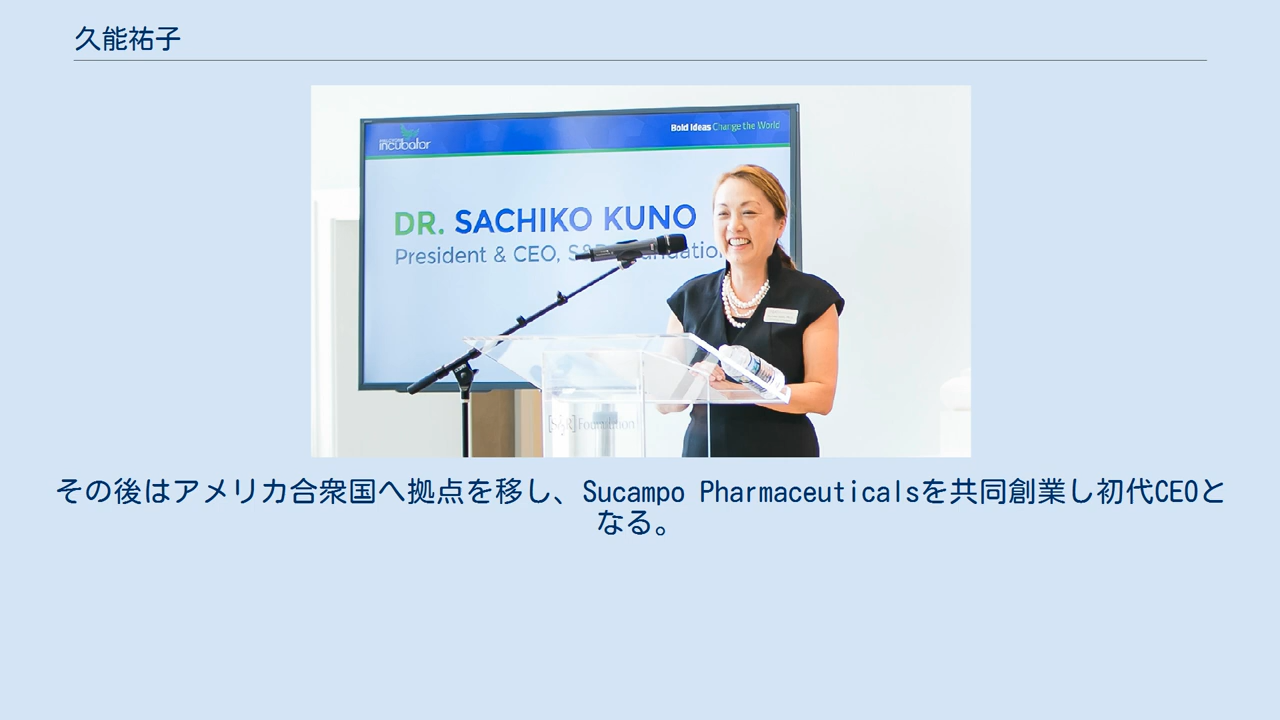 久能祐子
incubator
Bold Ideas Change the World
DR. SACHIKO KUNO
President & CEO, S&R Foundation
[S&R] Foundation
その後はアメリカ合衆国へ拠点を移し、Sucampo Pharmaceuticalsを共同創業し初代CEOと
なる。